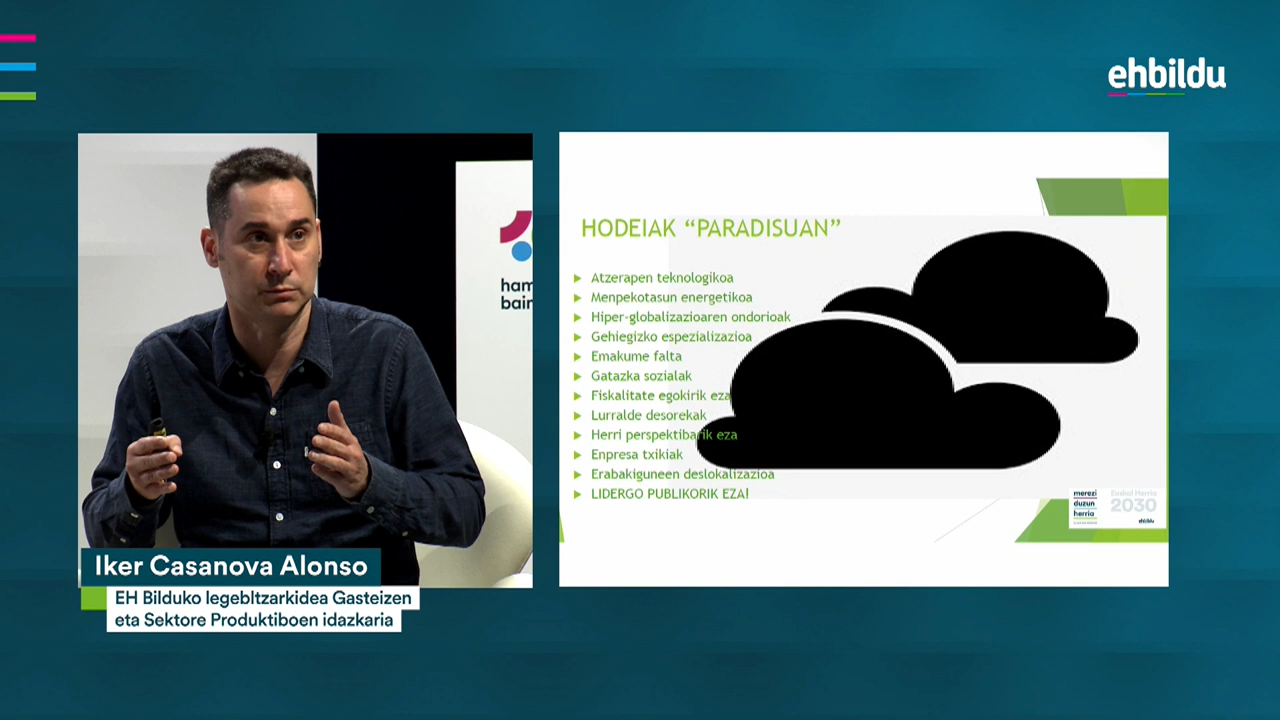 ehbildu
ham
bain
HODEIAK “PARADISUAN”
Atzerapen teknologikoa
Menpekotasun energetikoa
Hiper-globalizazioaren ondorioak
Gehiegizko espezializazioa
Emakume falta
Gatazka sozialak
Fiskalitate egokirik eza
Lurralde desorekak
Herri perspektibarik eza
Enpresa txikiak
Erabakiguneen deslokalizazioa
LIDERGO PUBLIKORIK EZA!
merezi
duzun
herria
Euskal Herria
2030
ehbildu
Iker Casanova Alonso
EH Bilduko legebltzarkidea Gasteizen
eta Sektore Produktiboen idazkaria